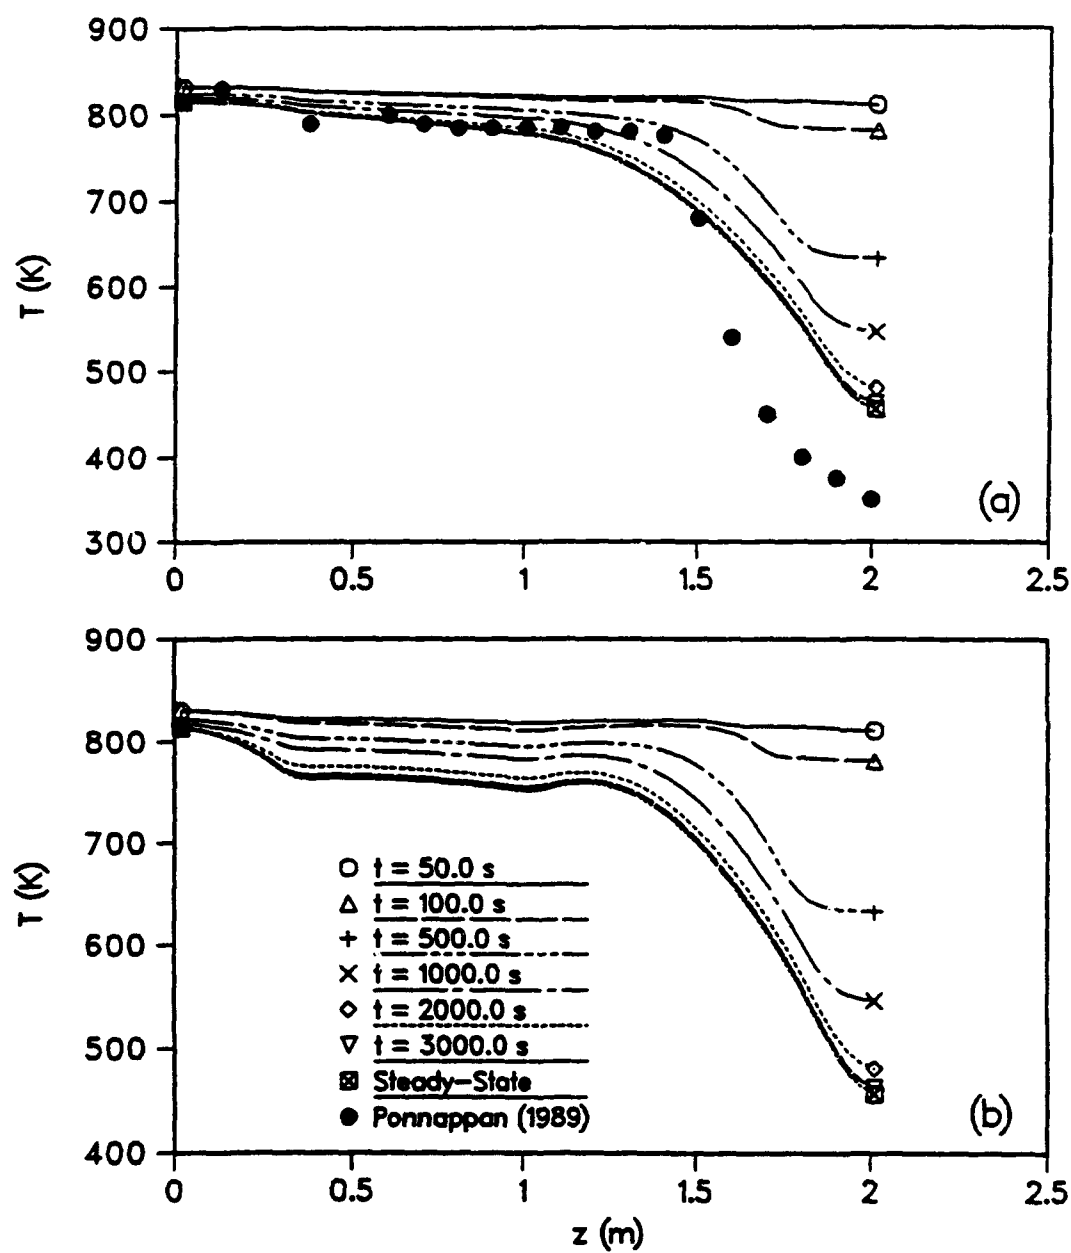 900
800
700
600
500
400
300
T (K)
(a)
0 0.5 1 1.5 2 2.5
900
800
700
600
500
400
T (K)
t = 50.0 s
t = 100.0 s
t = 500.0 s
t = 1000.0 s
t = 2000.0 s
t = 3000.0 s
Steady-State
Ponnappan (1989)
(b)
0 0.5 1 1.5 2 2.5
z (m)